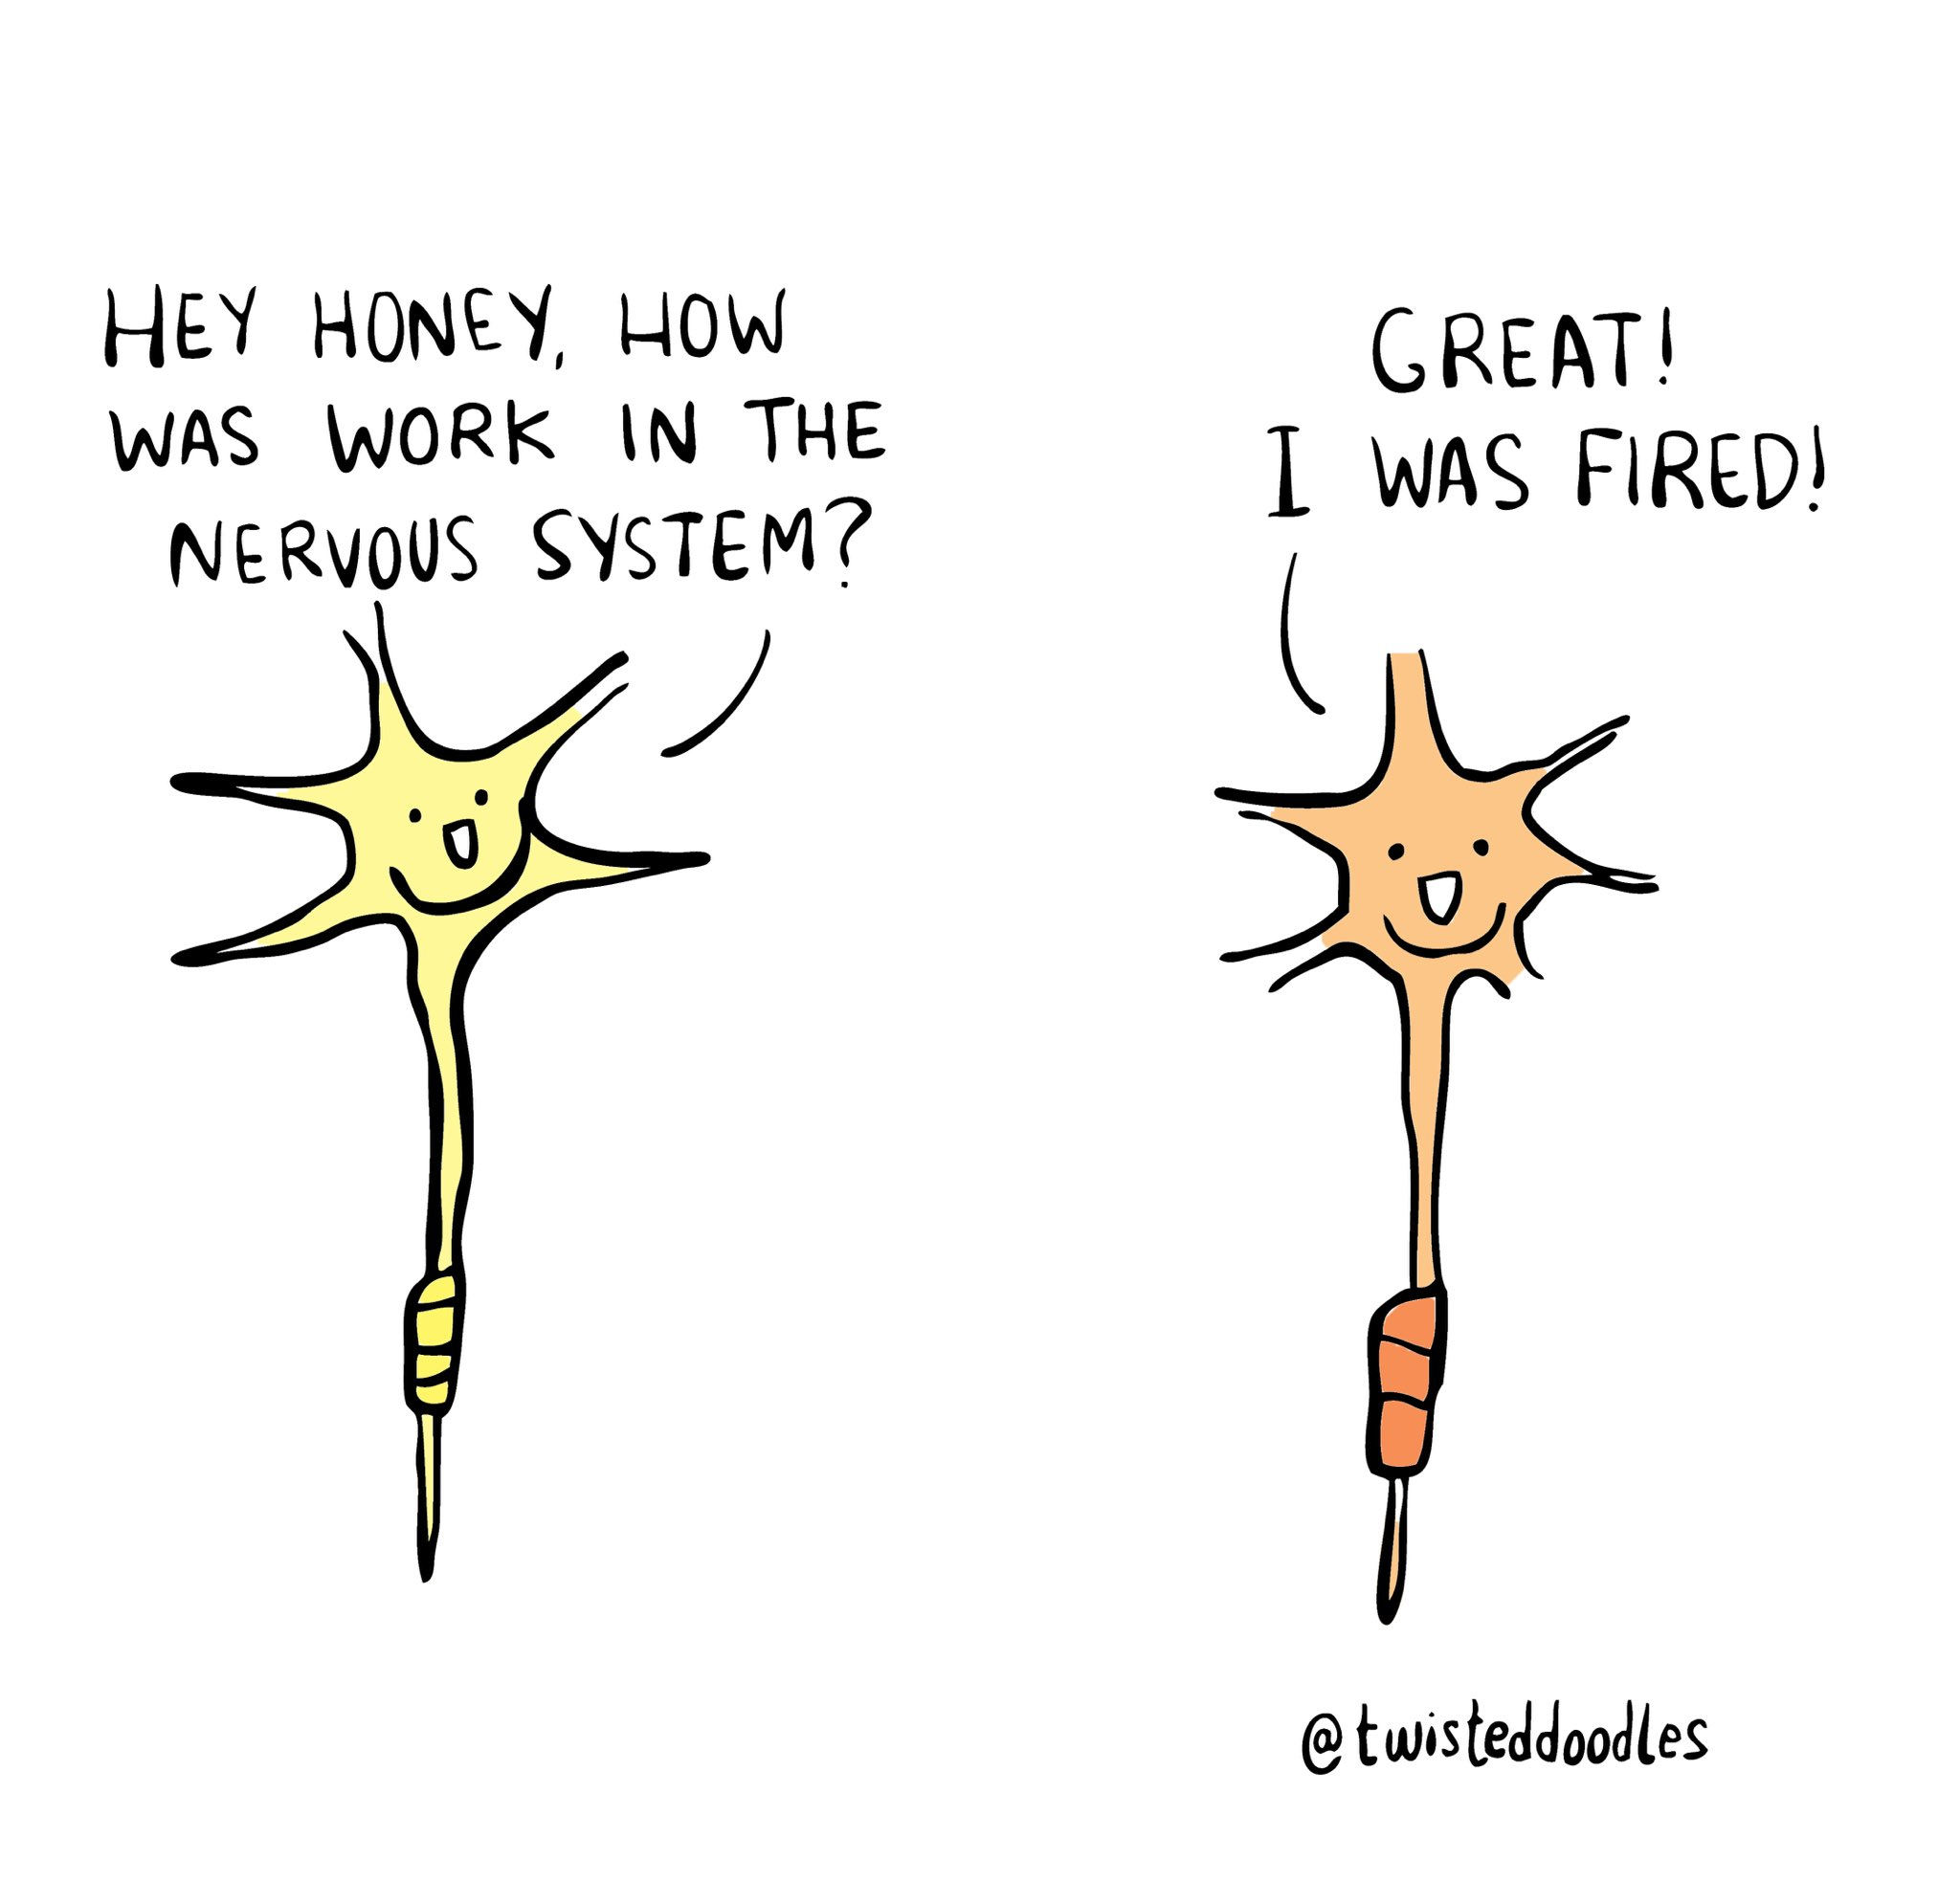 HEY HONEY, HOW
WAS WORK IN THE
NERVOUS SYSTEM?
GREAT!
I WAS FIRED!
@twisteddoodles